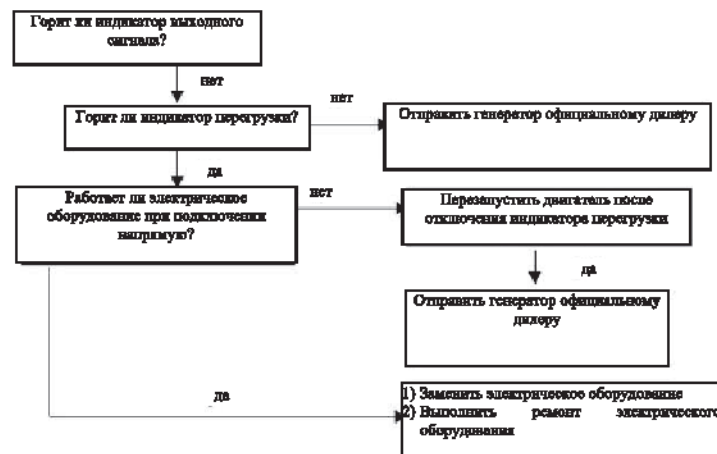 Горит ли индикатор выходного
сигнала?
нет
Горит ли индикатор перегрузки?
нет
Отправить генератор официальному дилеру
да
Работает ли электрическое
оборудование при подключении
напрямую?
нет
Перезапустить двигатель после
отключения индикатора перегрузки
да
Отправить генератор официальному
дилеру
да
1) Заменить электрическое оборудование
2) Выполнить ремонт электрического
оборудования